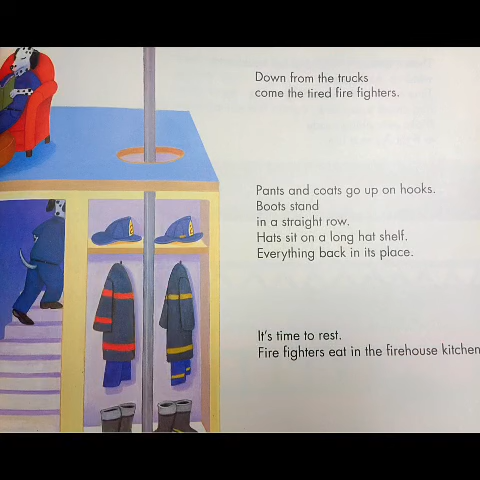 Down from the trucks
come the tired fire fighters.
Pants and coats go up on hooks.
Boots stand
in a straight row.
Hats sit on a long hat shelf.
Everything back in its place.
It's time to rest.
Fire fighters eat in the firehouse kitchen